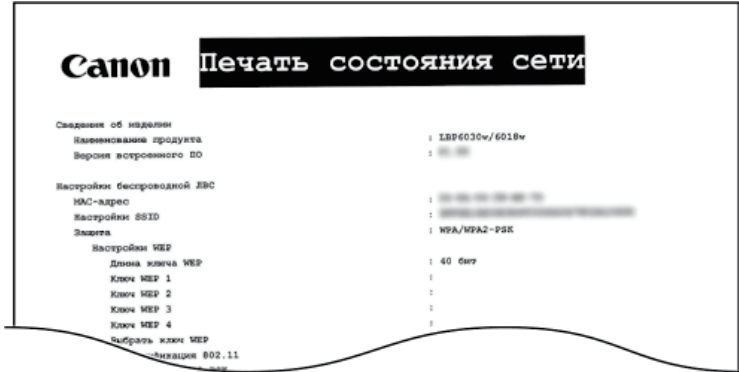 Canon Печать состояния сети
Сведения об изделии
Наименование продукта : LBP6030w/6018w
Версия встроенного ПО :
Настройки беспроводной ЛВС
MAC-адрес :
Настройки SSID :
Защита : WPA/WPA2-PSK
Настройки WEP
Длина ключа WEP : 40 бит
Ключ WEP 1 :
Ключ WEP 2 :
Ключ WEP 3 :
Ключ WEP 4 :
Выбрать ключ WEP
802.11